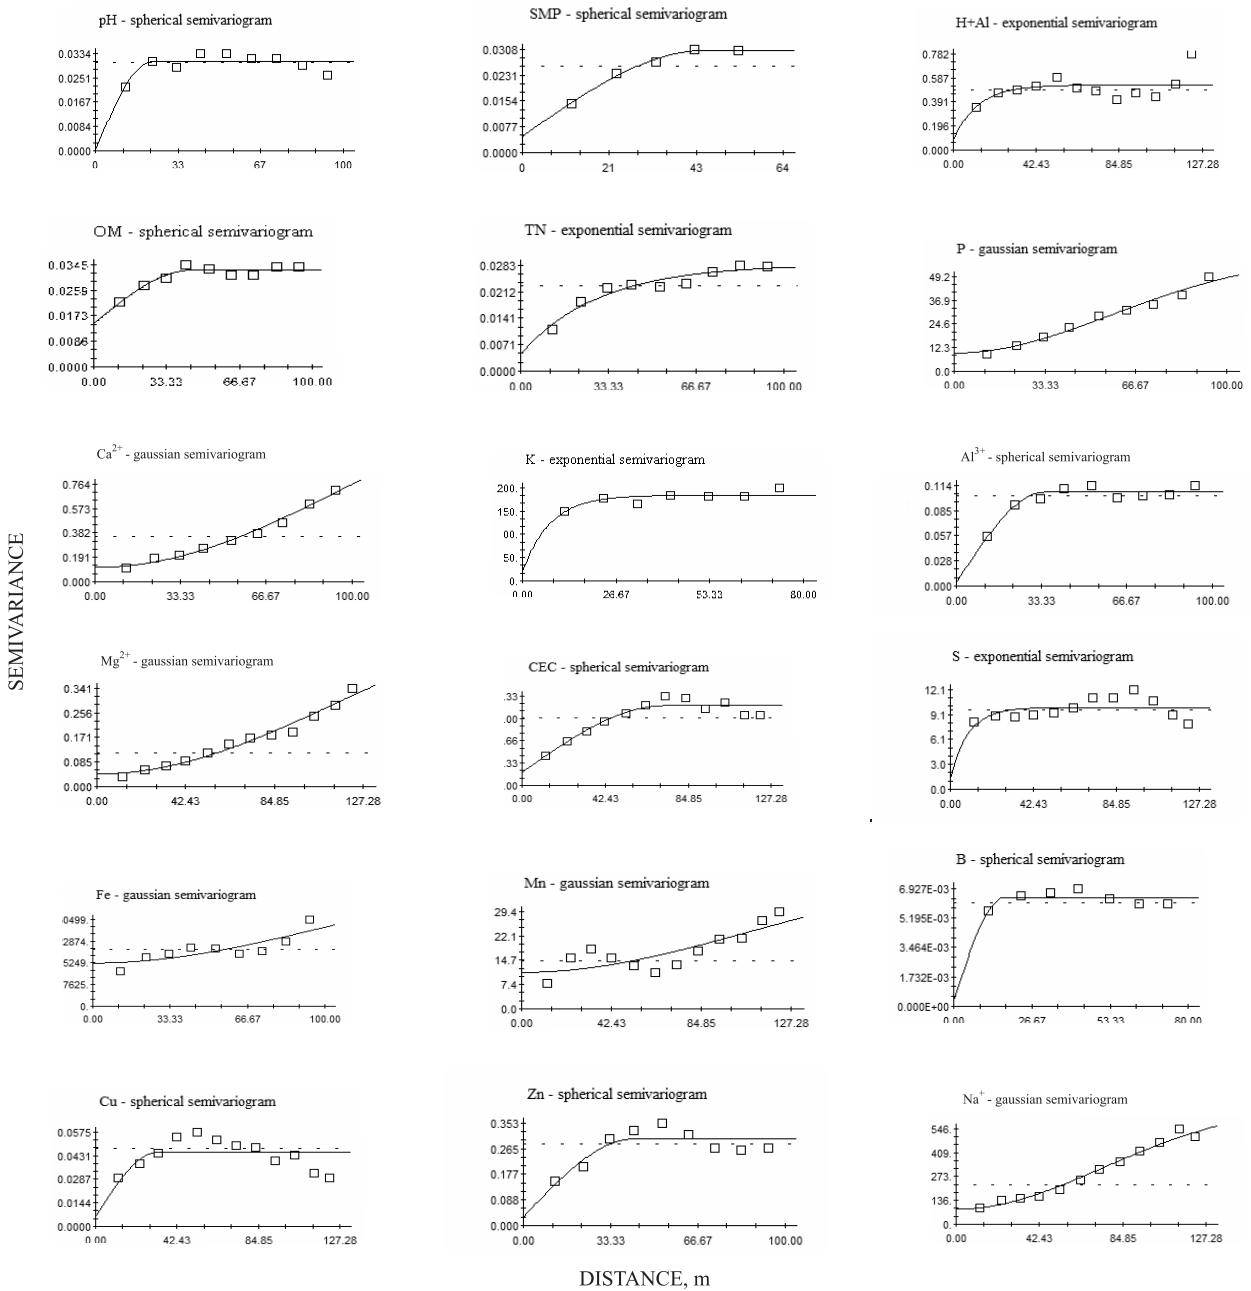 pH - spherical semivariogram
0.0334
0.0251
0.0167
0.0084
0.0000
0 33 67 100
SMP - spherical semivariogram
0.0308
0.0231
0.0154
0.0077
0.0000
0 21 43 64
H+Al - exponential semivariogram
0.782
0.587
0.391
0.196
0.000
0.00 42.43 84.85 127.28
OM - spherical semivariogram
0.0345
0.0259
0.0173
0.0086
0.0000
0.00 33.33 66.67 100.00
TN - exponential semivariogram
0.0283
0.0212
0.0141
0.0071
0.0000
0.00 33.33 66.67 100.00
P - gaussian semivariogram
49.2
36.9
24.6
12.3
0.0
0.00 33.33 66.67 100.00
Ca2+ - gaussian semivariogram
0.764
0.573
0.382
0.191
0.000
0.00 33.33 66.67 100.00
K - exponential semivariogram
200.
150.
00.
50.
0.
0.00 26.67 53.33 80.00
Al3+ - spherical semivariogram
0.114
0.085
0.057
0.028
0.000
0.00 33.33 66.67 100.00
SEMIVARIANCE
Mg2+ - gaussian semivariogram
0.341
0.256
0.171
0.085
0.000
0.00 42.43 84.85 127.28
CEC - spherical semivariogram
.33
.00
.66
.33
.00
0.00 42.43 84.85 127.28
S - exponential semivariogram
12.1
9.1
6.1
3.0
0.0
0.00 42.43 84.85 127.28
Fe - gaussian semivariogram
0499.
2874.
5249.
7625.
0.
0.00 33.33 66.67 100.00
Mn - gaussian semivariogram
29.4
22.1
14.7
7.4
0.0
0.00 42.43 84.85 127.28
B - spherical semivariogram
6.927E-03
5.195E-03
3.464E-03
1.732E-03
0.000E+00
0.00 26.67 53.33 80.00
Cu - spherical semivariogram
0.0575
0.0431
0.0287
0.0144
0.0000
0.00 42.43 84.85 127.28
Zn - spherical semivariogram
0.353
0.265
0.177
0.088
0.000
0.00 33.33 66.67 100.00
Na+ - gaussian semivariogram
546.
409.
273.
136.
0.
0.00 42.43 84.85 127.28
DISTANCE, m